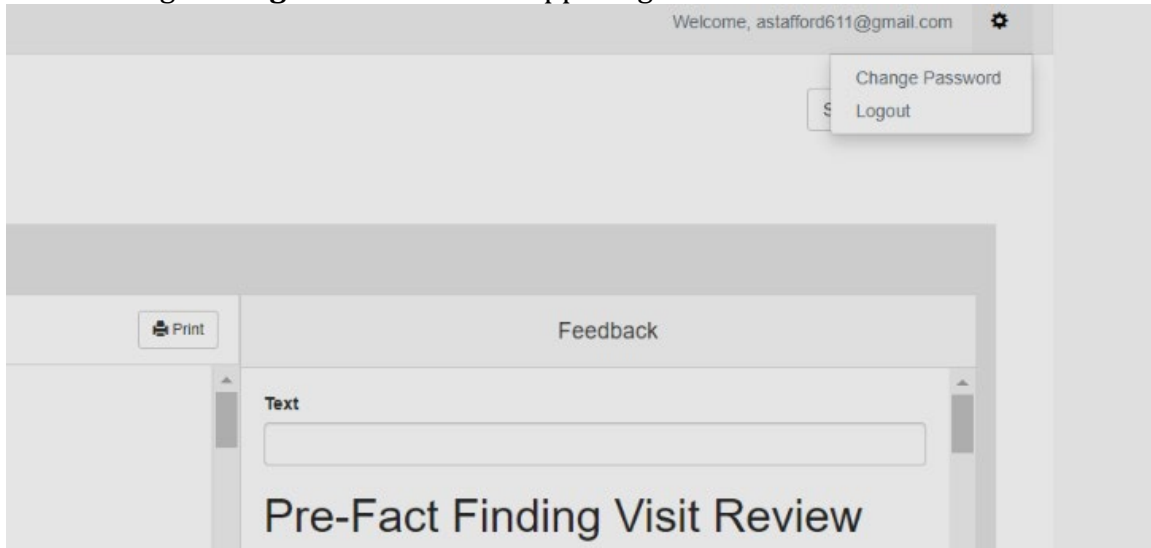 Welcome, astafford611@gmail.com
Change Password
S
Logout
Print
Feedback
Text
Pre-Fact Finding Visit Review